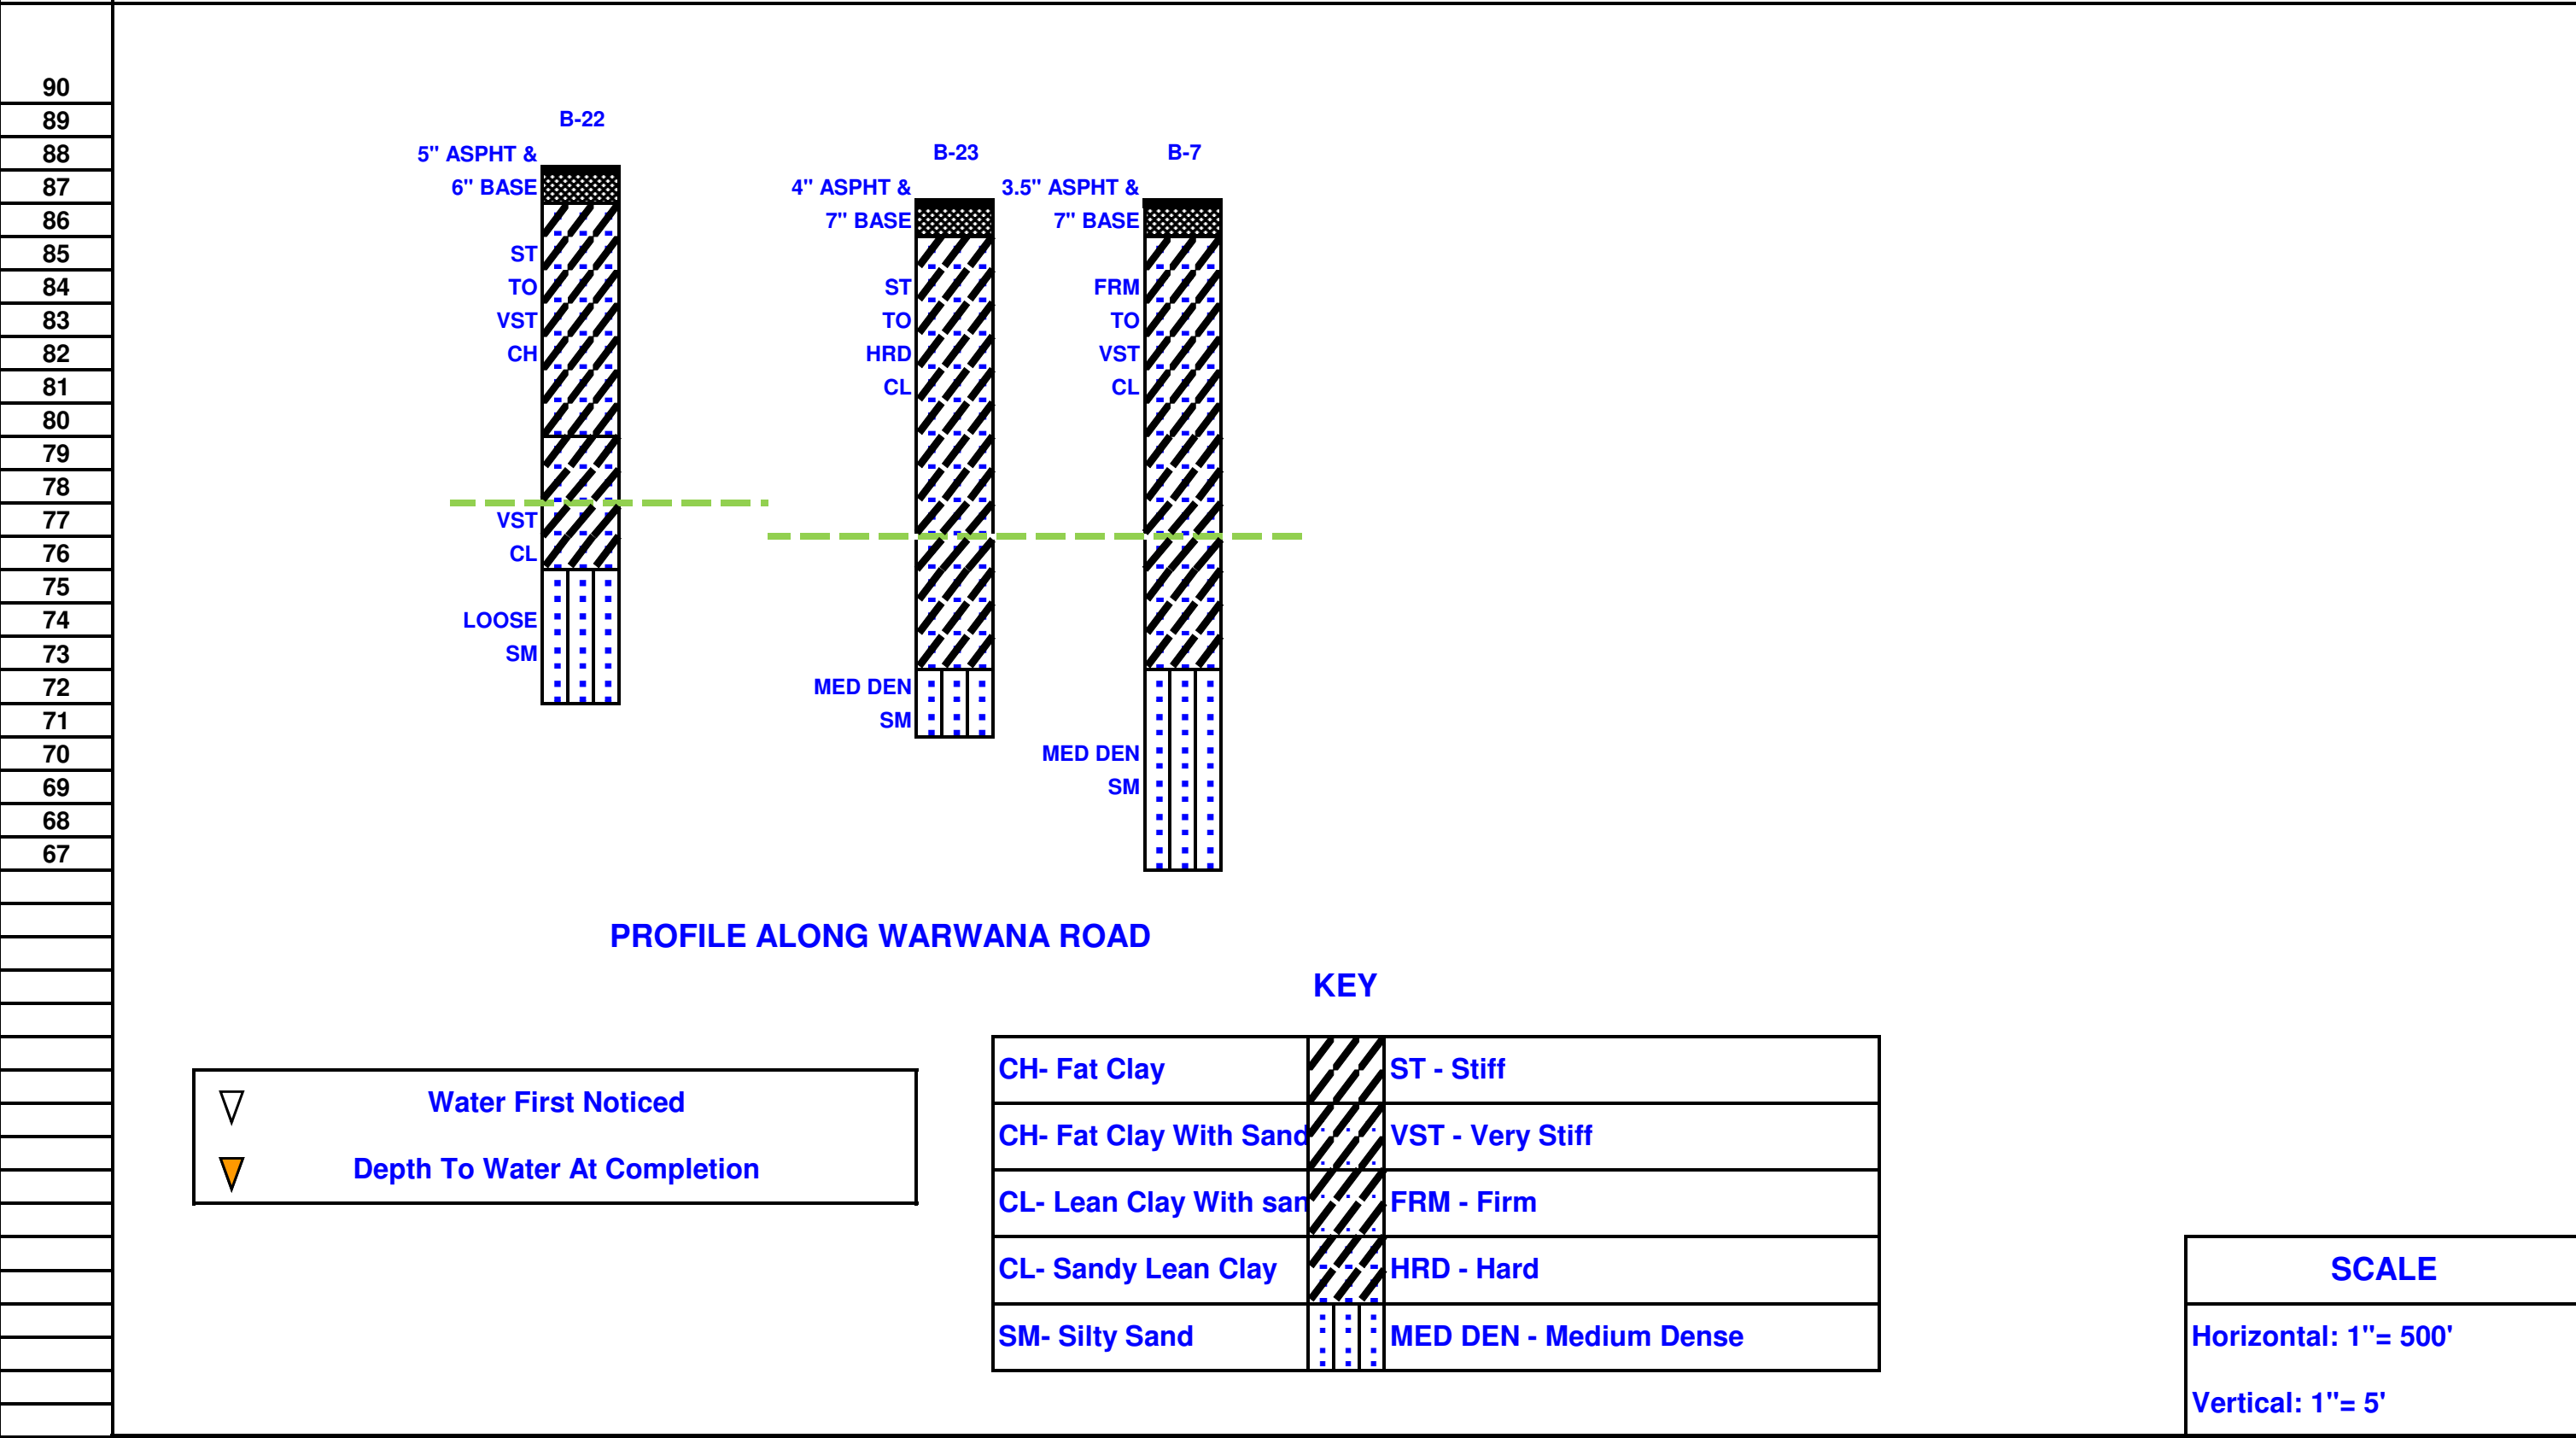 90
89
88
87
86
85
84
83
82
81
80
79
78
77
76
75
74
73
72
71
70
69
68
67
B-22
5" ASPHT &
6" BASE
ST
TO
VST
CH
VST
CL
LOOSE
SM
B-23
4" ASPHT &
7" BASE
ST
TO
HRD
CL
MED DEN
SM
B-7
3.5" ASPHT &
7" BASE
FRM
TO
VST
CL
MED DEN
SM
PROFILE ALONG WARWANA ROAD
KEY
Water First Noticed
Depth To Water At Completion
CH- Fat Clay
ST - Stiff
CH- Fat Clay With Sand
VST - Very Stiff
CL- Lean Clay With san
FRM - Firm
CL- Sandy Lean Clay
HRD - Hard
SM- Silty Sand
MED DEN - Medium Dense
SCALE
Horizontal: 1"= 500'
Vertical: 1"= 5'